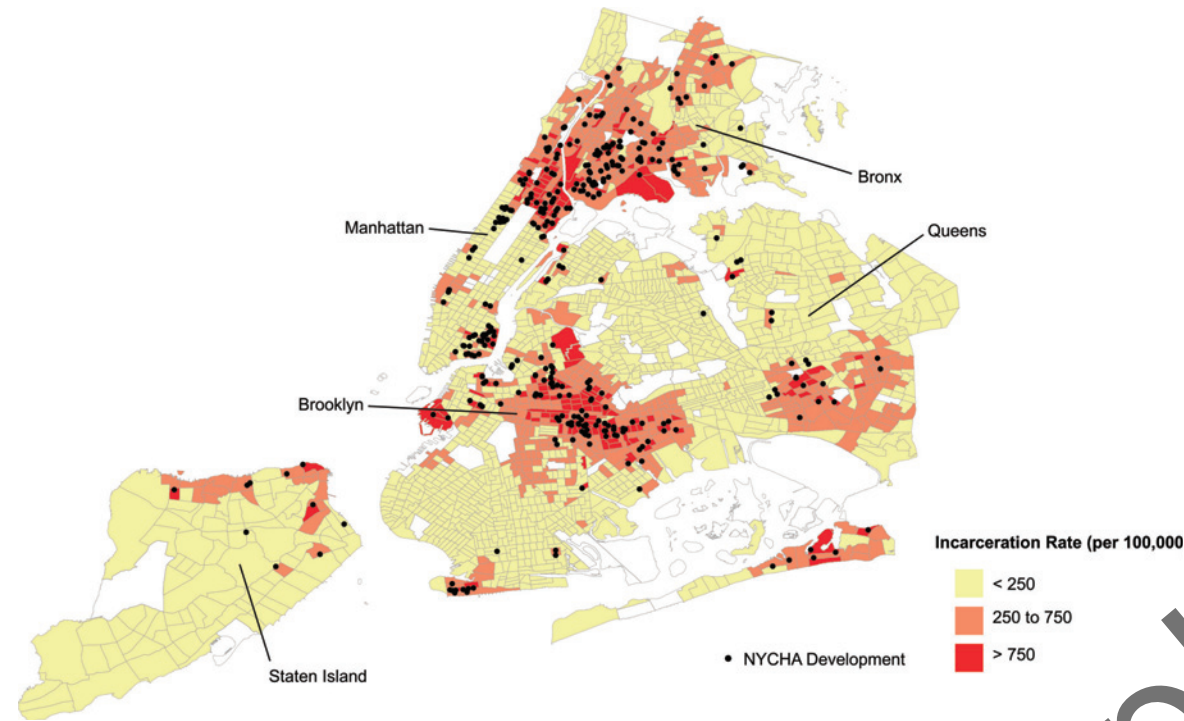 Bronx
Manhattan
Queens
Brooklyn
Incarceration Rate (per 100,000
< 250
250 to 750
> 750
NYCHA Development
Staten Island